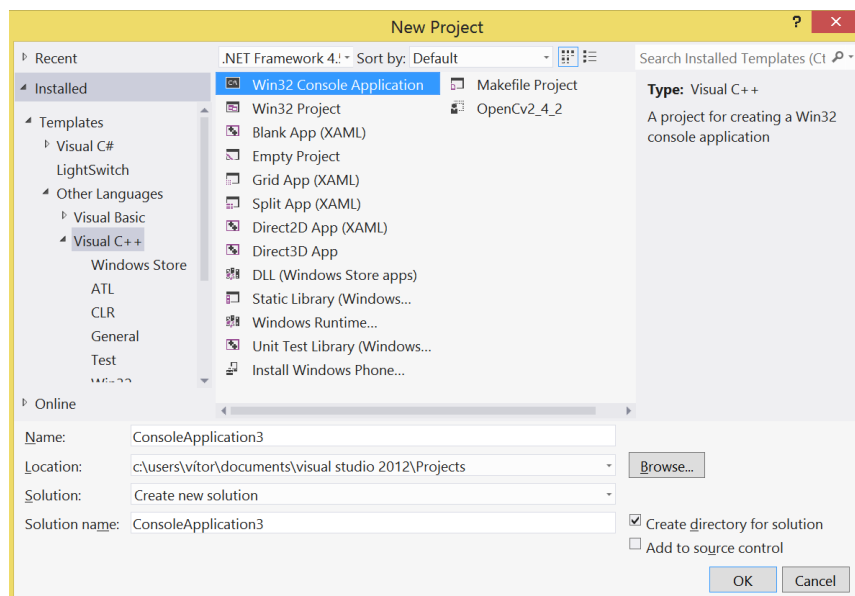 New Project
?
Recent
.NET Framework 4.
Sort by: Default
Search Installed Templates (Ct
Installed
Templates
Visual C#
LightSwitch
Other Languages
Visual Basic
Visual C++
Windows Store
ATL
CLR
General
Test
Win32
Online
Win32 Console Application
Win32 Project
Blank App (XAML)
Empty Project
Grid App (XAML)
Split App (XAML)
Direct2D App (XAML)
Direct3D App
DLL (Windows Store apps)
Static Library (Windows...
Windows Runtime...
Unit Test Library (Windows...
Install Windows Phone...
Makefile Project
OpenCv2_4_2
Type: Visual C++
A project for creating a Win32
console application
Name: ConsoleApplication3
Location: c:\users\vítor\documents\visual studio 2012\Projects
Browse...
Solution: Create new solution
Solution name: ConsoleApplication3
Create directory for solution
Add to source control
OK
Cancel